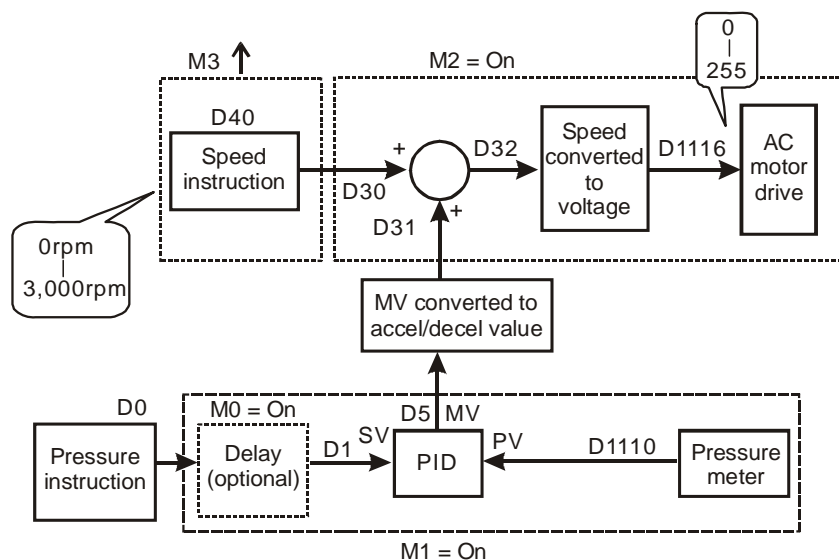 M3
M2 = On
0
255
D40
Speed
instruction
+
D30
D31
+
D32
Speed
converted
to
voltage
D1116
AC
motor
drive
0rpm
3,000rpm
MV converted to
accel/decel value
D0
Pressure
instruction
M0 = On
Delay
(optional)
D1
SV
D5
MV
PID
PV
D1110
Pressure
meter
M1 = On